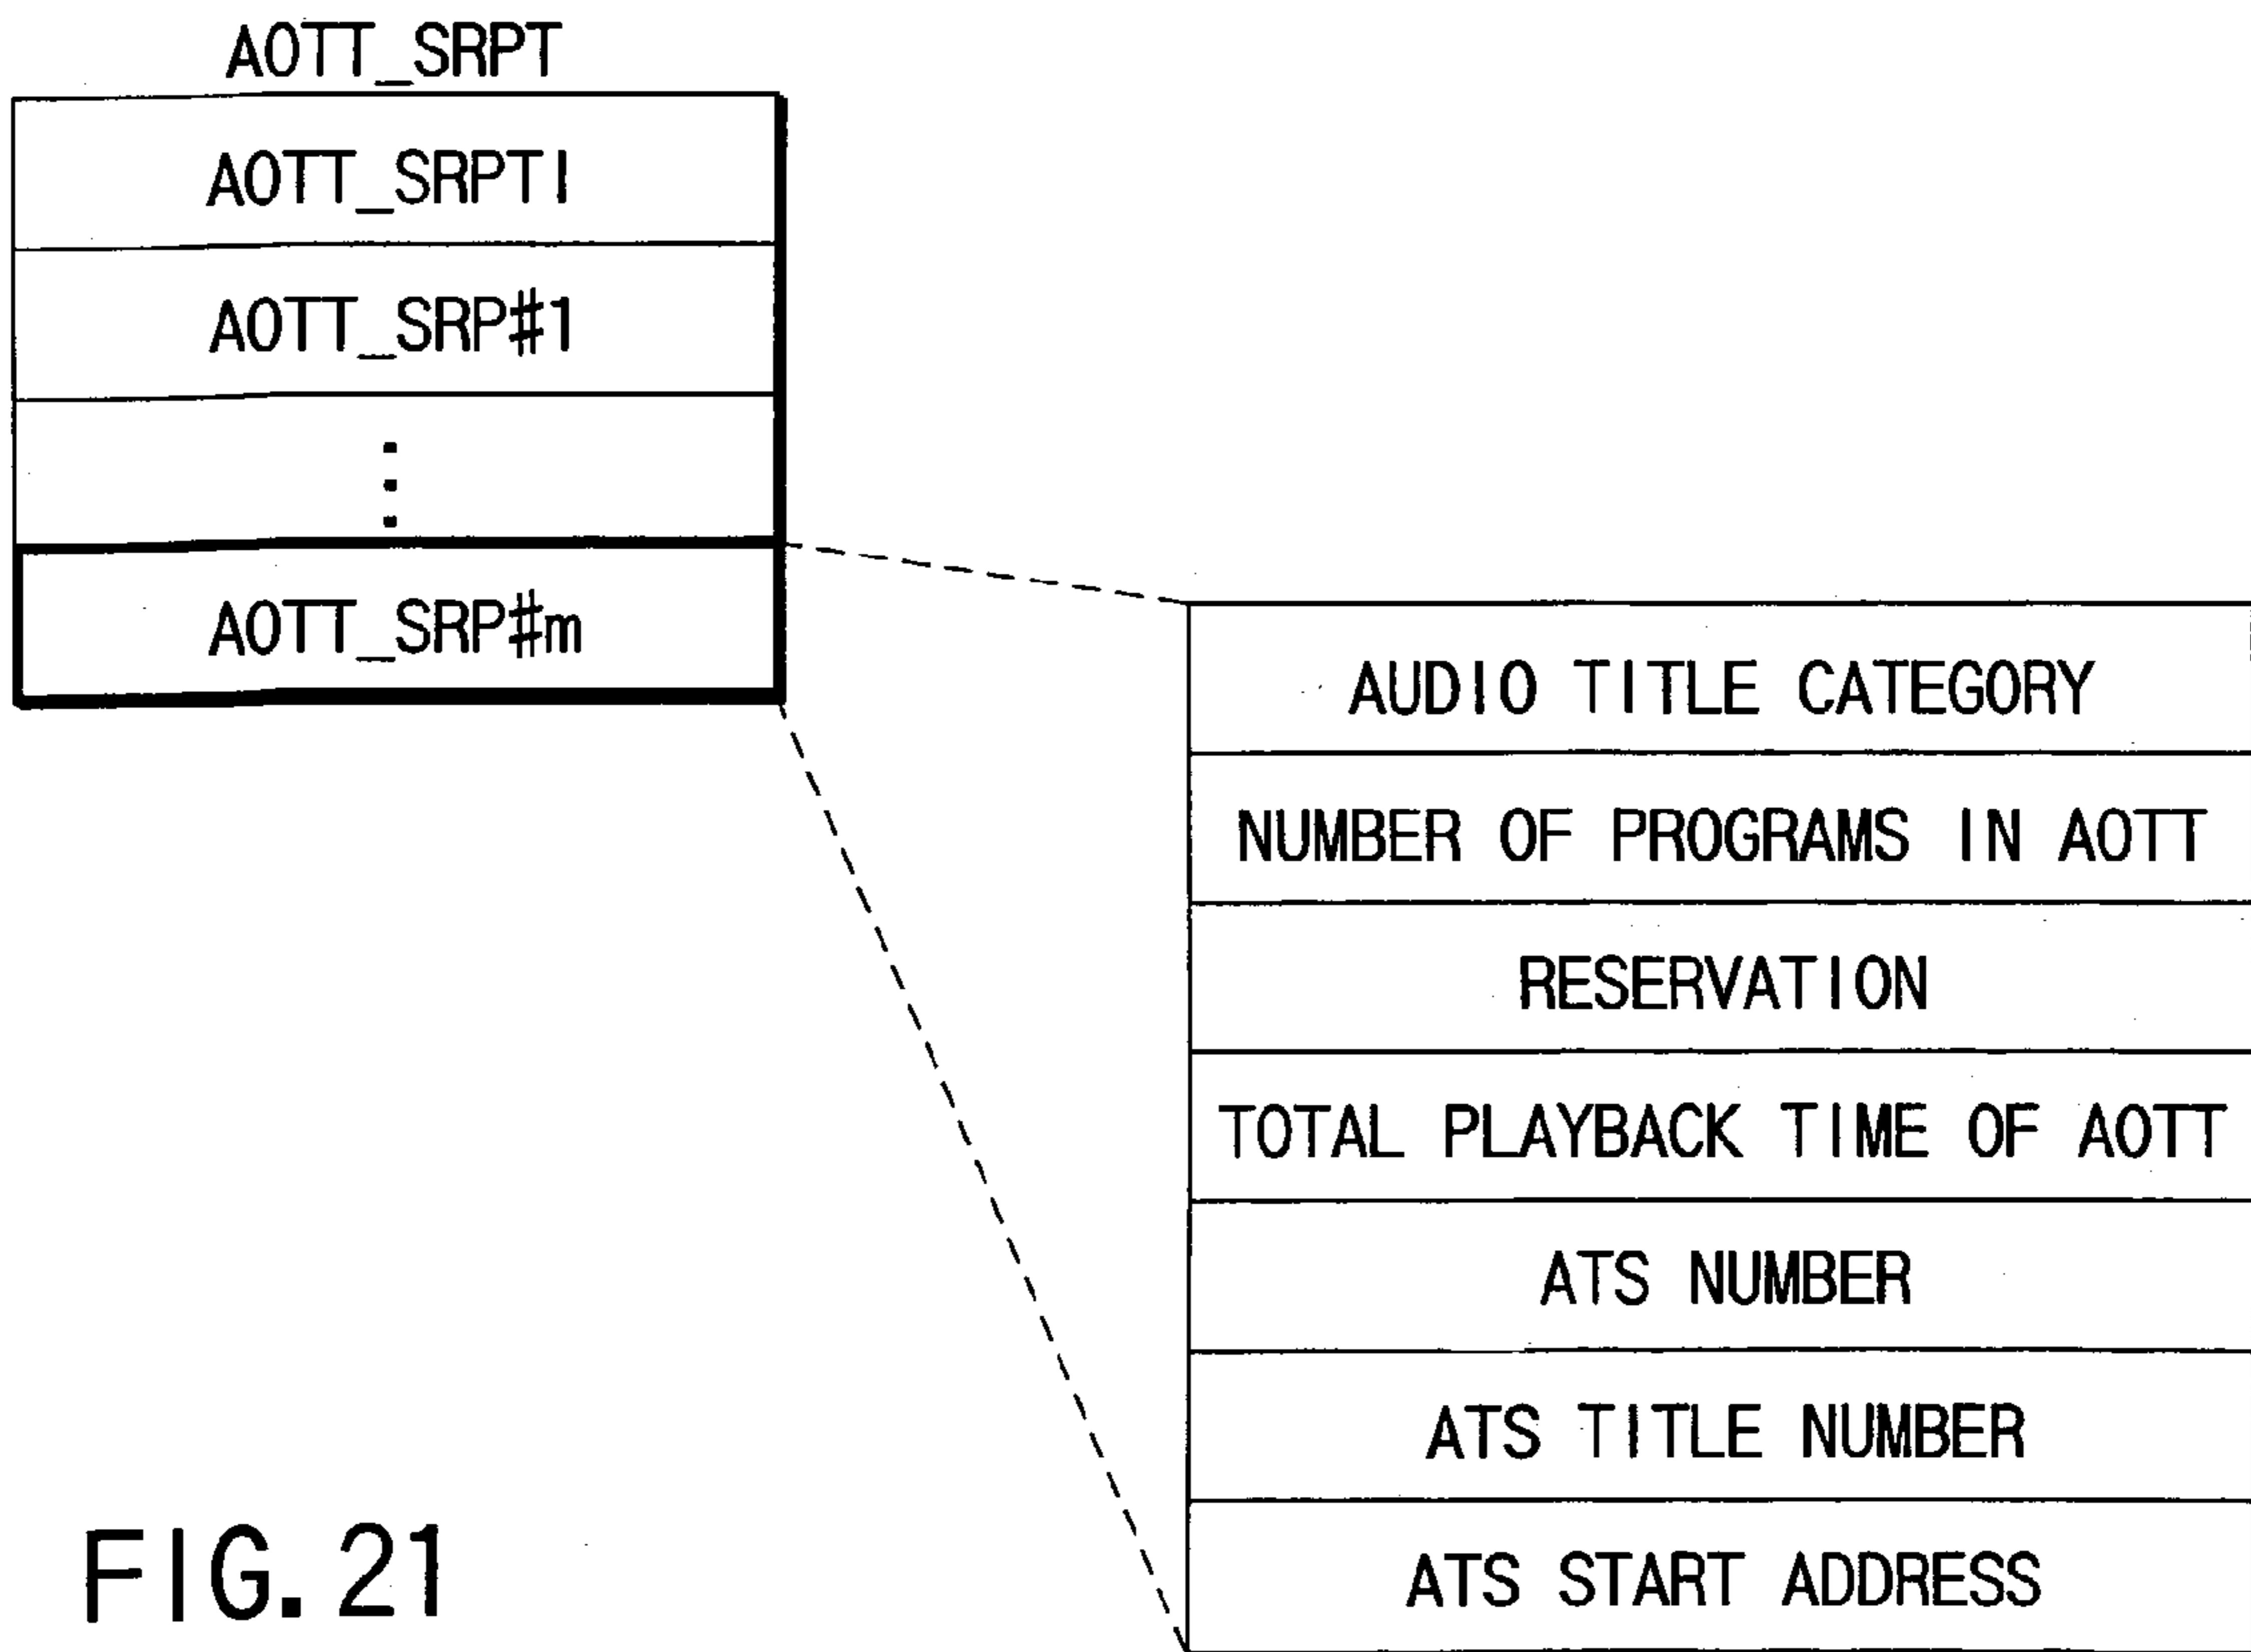 AOTT_SRPT
AOTT_SRPTI
AOTT_SRP#1
⋮
AOTT_SRP#m
AUDIO TITLE CATEGORY
NUMBER OF PROGRAMS IN AOTT
RESERVATION
TOTAL PLAYBACK TIME OF AOTT
ATS NUMBER
ATS TITLE NUMBER
ATS START ADDRESS
FIG. 21